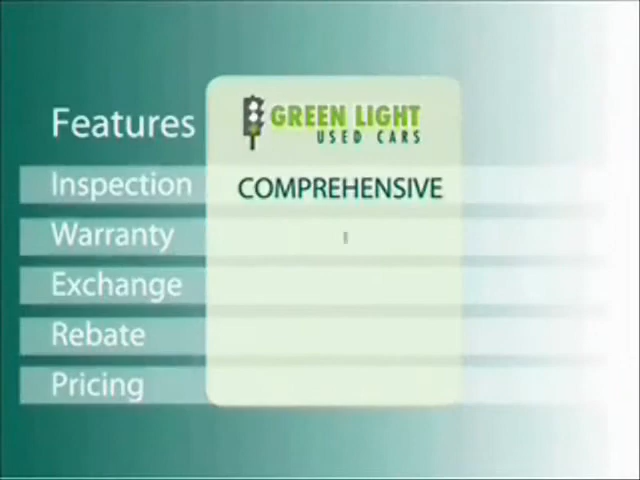 Features
GREEN LIGHT
USED CARS
Inspection
COMPREHENSIVE
Warranty
Exchange
Rebate
Pricing